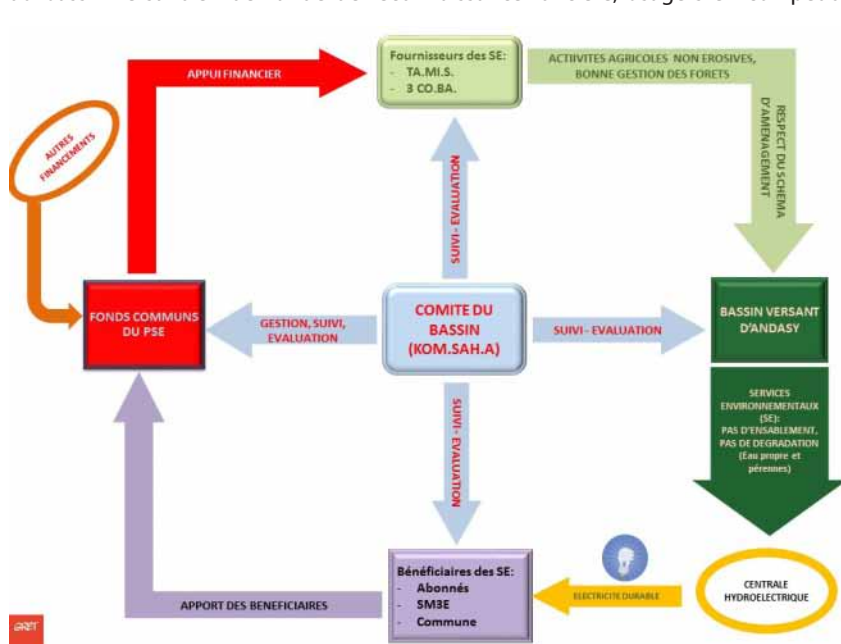 Fournisseurs des SE:
- TA.MI.S.
- 3 CO.BA.
APPUI FINANCIER
ACTIIVITES AGRICOLES NON EROSIVES,
BONNE GESTION DES FORETS
RESPECT DU SCHEMA
D'AMENAGEMENT
AUTRES
FINANCEMENTS
SUIVI - EVALUATION
FONDS COMMUNS
DU PSE
GESTION, SUIVI,
EVALUATION
COMITE DU
BASSIN
(KOM.SAH.A)
SUIVI - EVALUATION
BASSIN VERSANT
D'ANDASY
SERVICES
ENVIRONNEMENTAUX
(SE):
PAS D'ENSABLEMENT,
PAS DE DEGRADATION
(Eau propre et
pérennes)
SUIVI - EVALUATION
Bénéficiaires des SE:
- Abonnés
- SM3E
- Commune
ELECTRICITE DURABLE
CENTRALE
HYDROELECTRIQUE
APPORT DES BENEFICIAIRES
GRET